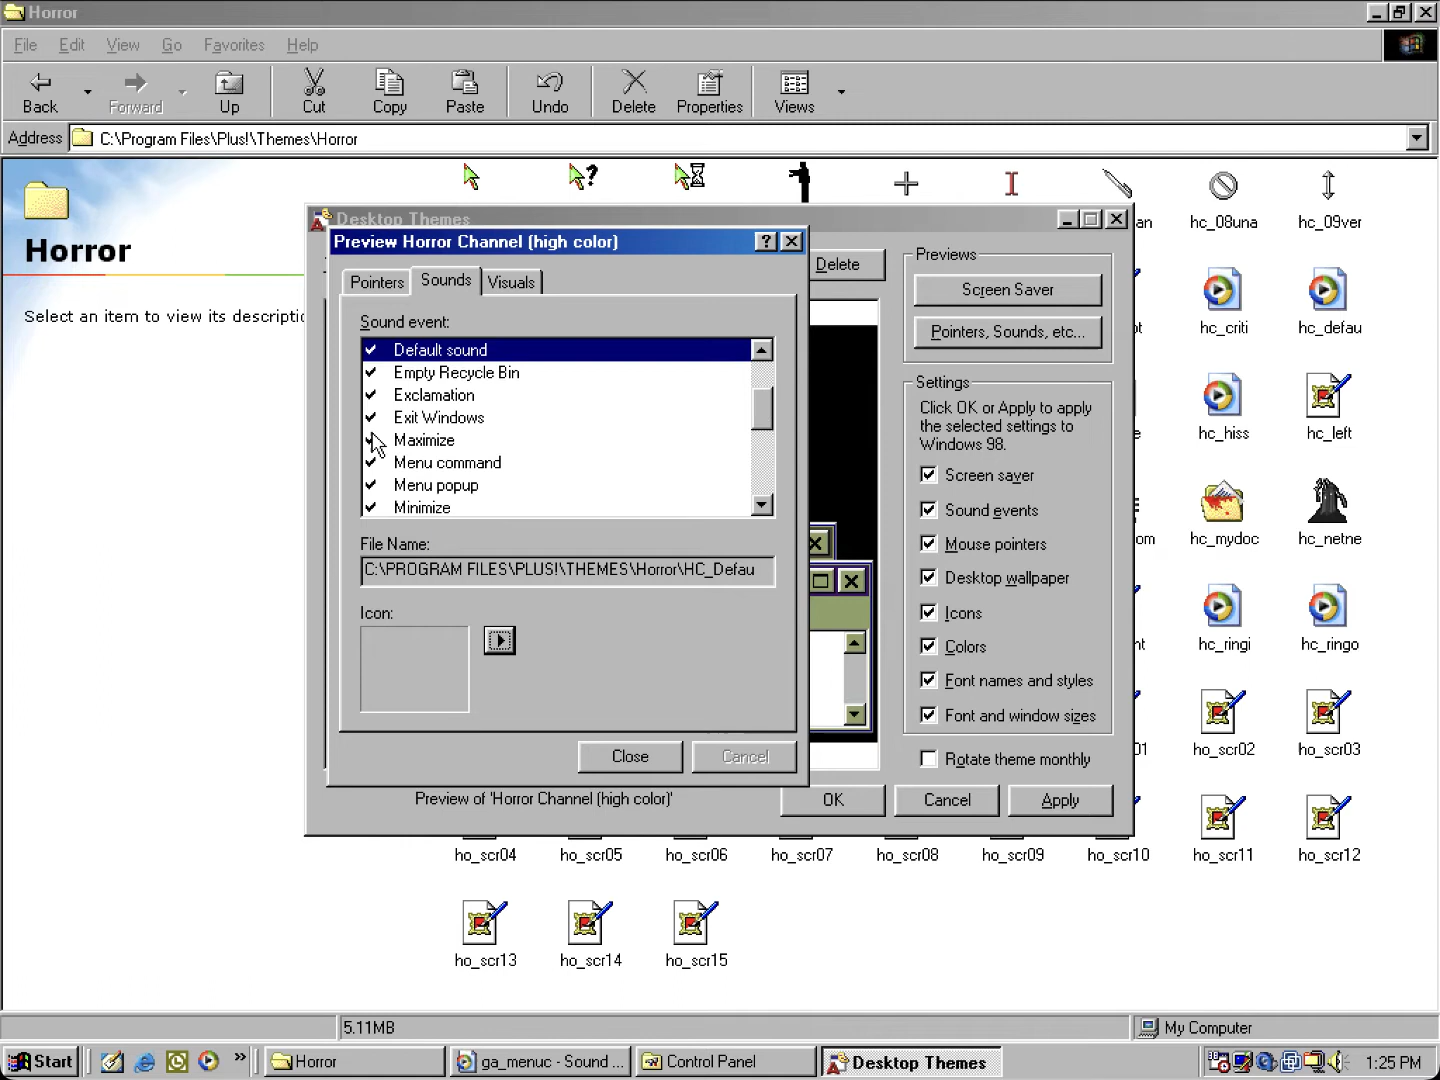 Horror
File Edit View Go Favorites Help
Back Forward Up Cut Copy Paste Undo Delete Properties Views
Address C:\Program Files\Plus!\Themes\Horror
Horror
Select an item to view its descriptio
hc_08una
hc_09ver
hc_criti
hc_defau
hc_hiss
hc_left
hc_mydoc
hc_netne
hc_ringi
hc_ringo
ho_scr02
ho_scr03
ho_scr04
ho_scr05
ho_scr06
ho_scr07
ho_scr08
ho_scr09
ho_scr10
ho_scr11
ho_scr12
ho_scr13
ho_scr14
ho_scr15
Desktop Themes
Delete
Previews
Screen Saver
Pointers, Sounds, etc...
Settings
Click OK or Apply to apply
the selected settings to
Windows 98.
Screen saver
Sound events
Mouse pointers
Desktop wallpaper
Icons
Colors
Font names and styles
Font and window sizes
Rotate theme monthly
Preview of 'Horror Channel (high color)'
OK Cancel Apply
Preview Horror Channel (high color)
Pointers Sounds Visuals
Sound event:
Default sound
Empty Recycle Bin
Exclamation
Exit Windows
Maximize
Menu command
Menu popup
Minimize
File Name:
C:\PROGRAM FILES\PLUS!\THEMES\Horror\HC_Defau
Icon:
Close Cancel
5.11MB
My Computer
Start
Horror
ga_menuc - Sound ...
Control Panel
Desktop Themes
1:25 PM